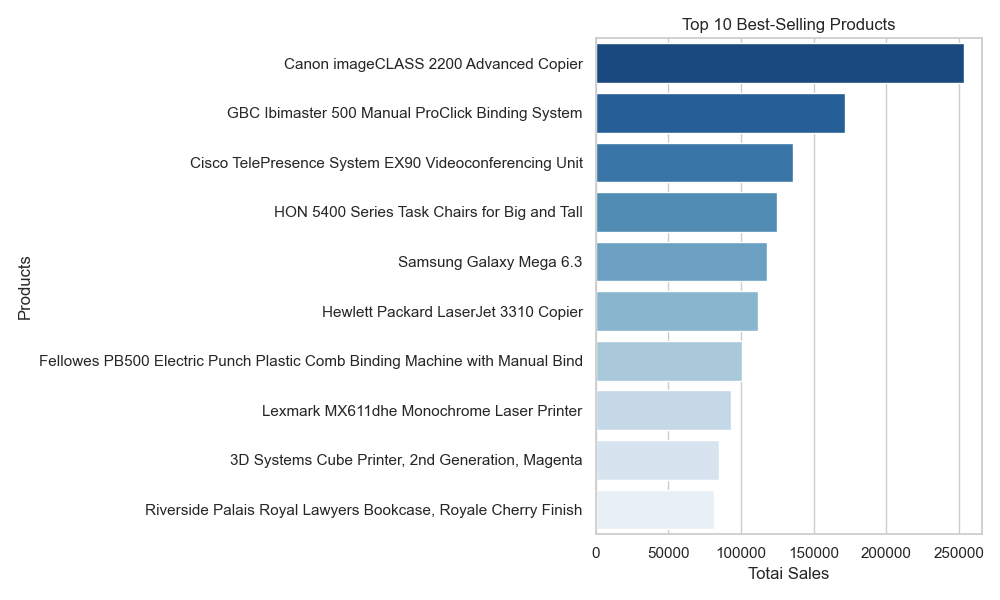 Top 10 Best-Selling Products
Canon imageCLASS 2200 Advanced Copier
GBC Ibimaster 500 Manual ProClick Binding System
Cisco TelePresence System EX90 Videoconferencing Unit
HON 5400 Series Task Chairs for Big and Tall
Samsung Galaxy Mega 6.3
Hewlett Packard LaserJet 3310 Copier
Fellowes PB500 Electric Punch Plastic Comb Binding Machine with Manual Bind
Lexmark MX611dhe Monochrome Laser Printer
3D Systems Cube Printer, 2nd Generation, Magenta
Riverside Palais Royal Lawyers Bookcase, Royale Cherry Finish
Products
0 50000 100000 150000 200000 250000
Totai Sales